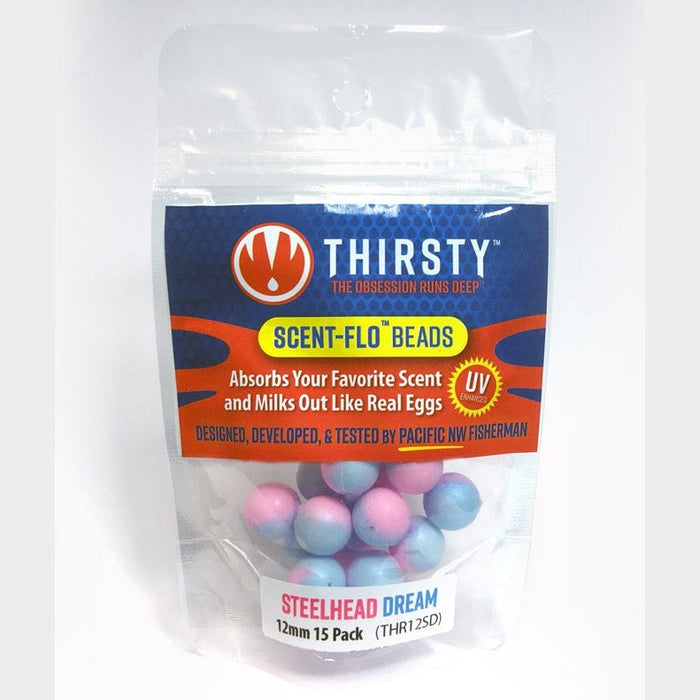 THIRSTY™
THE OBSESSION RUNS DEEP™
SCENT-FLO™ BEADS
Absorbs Your Favorite Scent
and Milks Out Like Real Eggs
UV
ENHANCED
DESIGNED, DEVELOPED, & TESTED BY PACIFIC NW FISHERMAN
STEELHEAD DREAM
12mm 15 Pack (THR12SD)